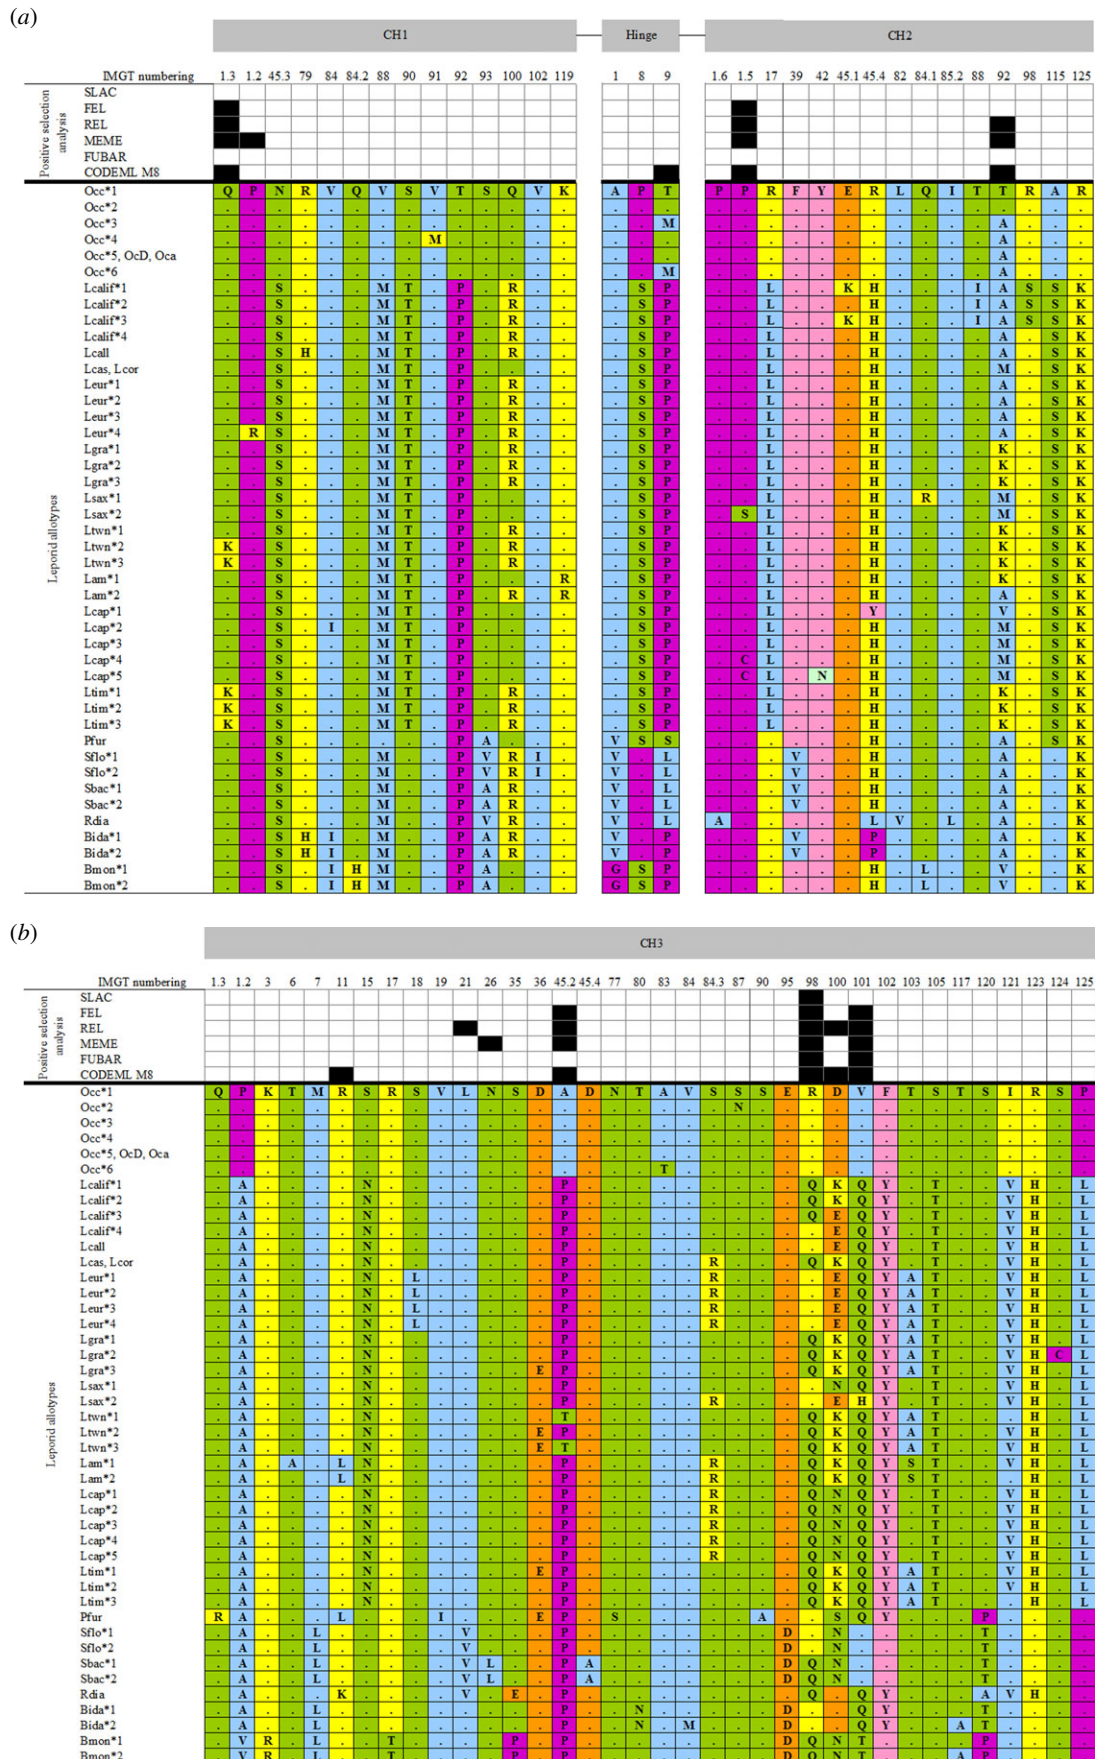 (a)
CH1 Hinge CH2
IMGT numbering 1.3 1.2 45.3 79 84 84.2 88 90 91 92 93 100 102 119 1 8 9 1.6 1.5 17 39 42 45.1 45.4 82 84.1 85.2 88 92 98 115 125
Positive selection analysis
SLAC
FEL
REL
MEME
FUBAR
CODEML M8
Leporid allotypes
Occ*1 Q P N R V Q V S V T S Q V K A P T P P R F Y E R L Q I T T R A R
Occ*2
Occ*3 M A
Occ*4 M A
Occ*5, OcD, Oca A
Occ*6 M A
Lcalif*1 S M T P R S P L K H I A S S K
Lcalif*2 S M T P R S P L H I A S S K
Lcalif*3 S M T P R S P L K H I A S S K
Lcalif*4 S M T P R S P L H A S K
Lcall S H M T P R S P L H A S K
Lcas, Lcor S M T P S P L H M S K
Leur*1 S M T P R S P L H A S K
Leur*2 S M T P R S P L H A S K
Leur*3 S M T P R S P L H A S K
Leur*4 R S M T P R S P L H A S K
Lgra*1 S M T P R S P L H K S K
Lgra*2 S M T P R S P L H K S K
Lgra*3 S M T P R S P L H K S K
Lsax*1 S M T P S P L H R M S K
Lsax*2 S M T P S P S L H M S K
Ltwn*1 S M T P R S P L H K S K
Ltwn*2 K S M T P R S P L H K S K
Ltwn*3 K S M T P R S P L H K S K
Lam*1 S M T P R S P L H K S K
Lam*2 S M T P R R S P L H A S K
Lcap*1 S M T P S P L Y V S K
Lcap*2 S I M T P S P L H M S K
Lcap*3 S M T P S P L H M S K
Lcap*4 S M T P S P C L H M S K
Lcap*5 S M T P S P C L N H M S K
Ltim*1 K S M T P R S P L H K S K
Ltim*2 K S M T P R S P L H K S K
Ltim*3 K S M T P R S P L H K S K
Pfur S P A V S S H A S K
Sflo*1 S M P V R I V L V H A K
Sflo*2 S M P V R I V L V H A K
Sbac*1 S M P A R V L V H A K
Sbac*2 S M P A R V L V H A K
Rdia S M P V R V L A L V L A K
Bida*1 S H I M P A R V P V P A K
Bida*2 S H I M P A R V P V P A K
Bmon*1 S I H M P A G S P H L V K
Bmon*2 S I H M P A G S P H L V K
(b)
CH3
IMGT numbering 1.3 1.2 3 6 7 11 15 17 18 19 21 26 35 36 45.2 45.4 77 80 83 84 84.3 87 90 95 98 100 101 102 103 105 117 120 121 123 124 125
Positive selection analysis
SLAC
FEL
REL
MEME
FUBAR
CODEML M8
Leporid allotypes
Occ*1 Q P K T M R S R S V L N S D A D N T A V S S S E R D V F T S T S I R S P
Occ*2 N
Occ*3
Occ*4
Occ*5, OcD, Oca
Occ*6 T
Lcalif*1 A N P Q K Q Y T V H L
Lcalif*2 A N P Q K Q Y T V H L
Lcalif*3 A N P Q E Q Y T V H L
Lcalif*4 A N P E Q Y T V H L
Lcall A N P E Q Y T V H L
Lcas, Lcor A N P R Q K Q Y T V H L
Leur*1 A N L P R E Q Y A T V H L
Leur*2 A N L P R E Q Y A T V H L
Leur*3 A N L P R E Q Y A T V H L
Leur*4 A N L P R E Q Y A T V H L
Lgra*1 A N P Q K Q Y A T V H L
Lgra*2 A N P Q K Q Y A T V H C L
Lgra*3 A N E P Q K Q Y A T V H L
Lsax*1 A N P N Q Y T V H L
Lsax*2 A N P R E H Y T V H L
Ltwn*1 A N T Q K Q Y A T H L
Ltwn*2 A N E P Q K Q Y A T V H L
Ltwn*3 A N E T Q K Q Y A T V H L
Lam*1 A A L N P R Q K Q Y S T V H L
Lam*2 A L N P R Q K Q Y S T H L
Lcap*1 A N P R Q N Q Y T V H L
Lcap*2 A N P R Q N Q Y T V H L
Lcap*3 A N P R Q N Q Y T V H L
Lcap*4 A N P R Q N Q Y T V H L
Lcap*5 A N P R Q N Q Y T V H L
Ltim*1 A N E P Q K Q Y A T V H L
Ltim*2 A N P Q K Q Y A T V H L
Ltim*3 A N P Q K Q Y A T H L
Pfur R A L I E P S A S Q Y P
Sflo*1 A L V P D N T
Sflo*2 A L V P D N T
Sbac*1 A L V L P A D Q N T
Sbac*2 A L V L P A D Q N T
Rdia A K V E P Q Q Y A V H
Bida*1 A L P N D Q Y T
Bida*2 A L P N M D Q Y A T
Bmon*1 V R L T P P D Q N T P
Bmon*2 V R L T P P D Q N T A P